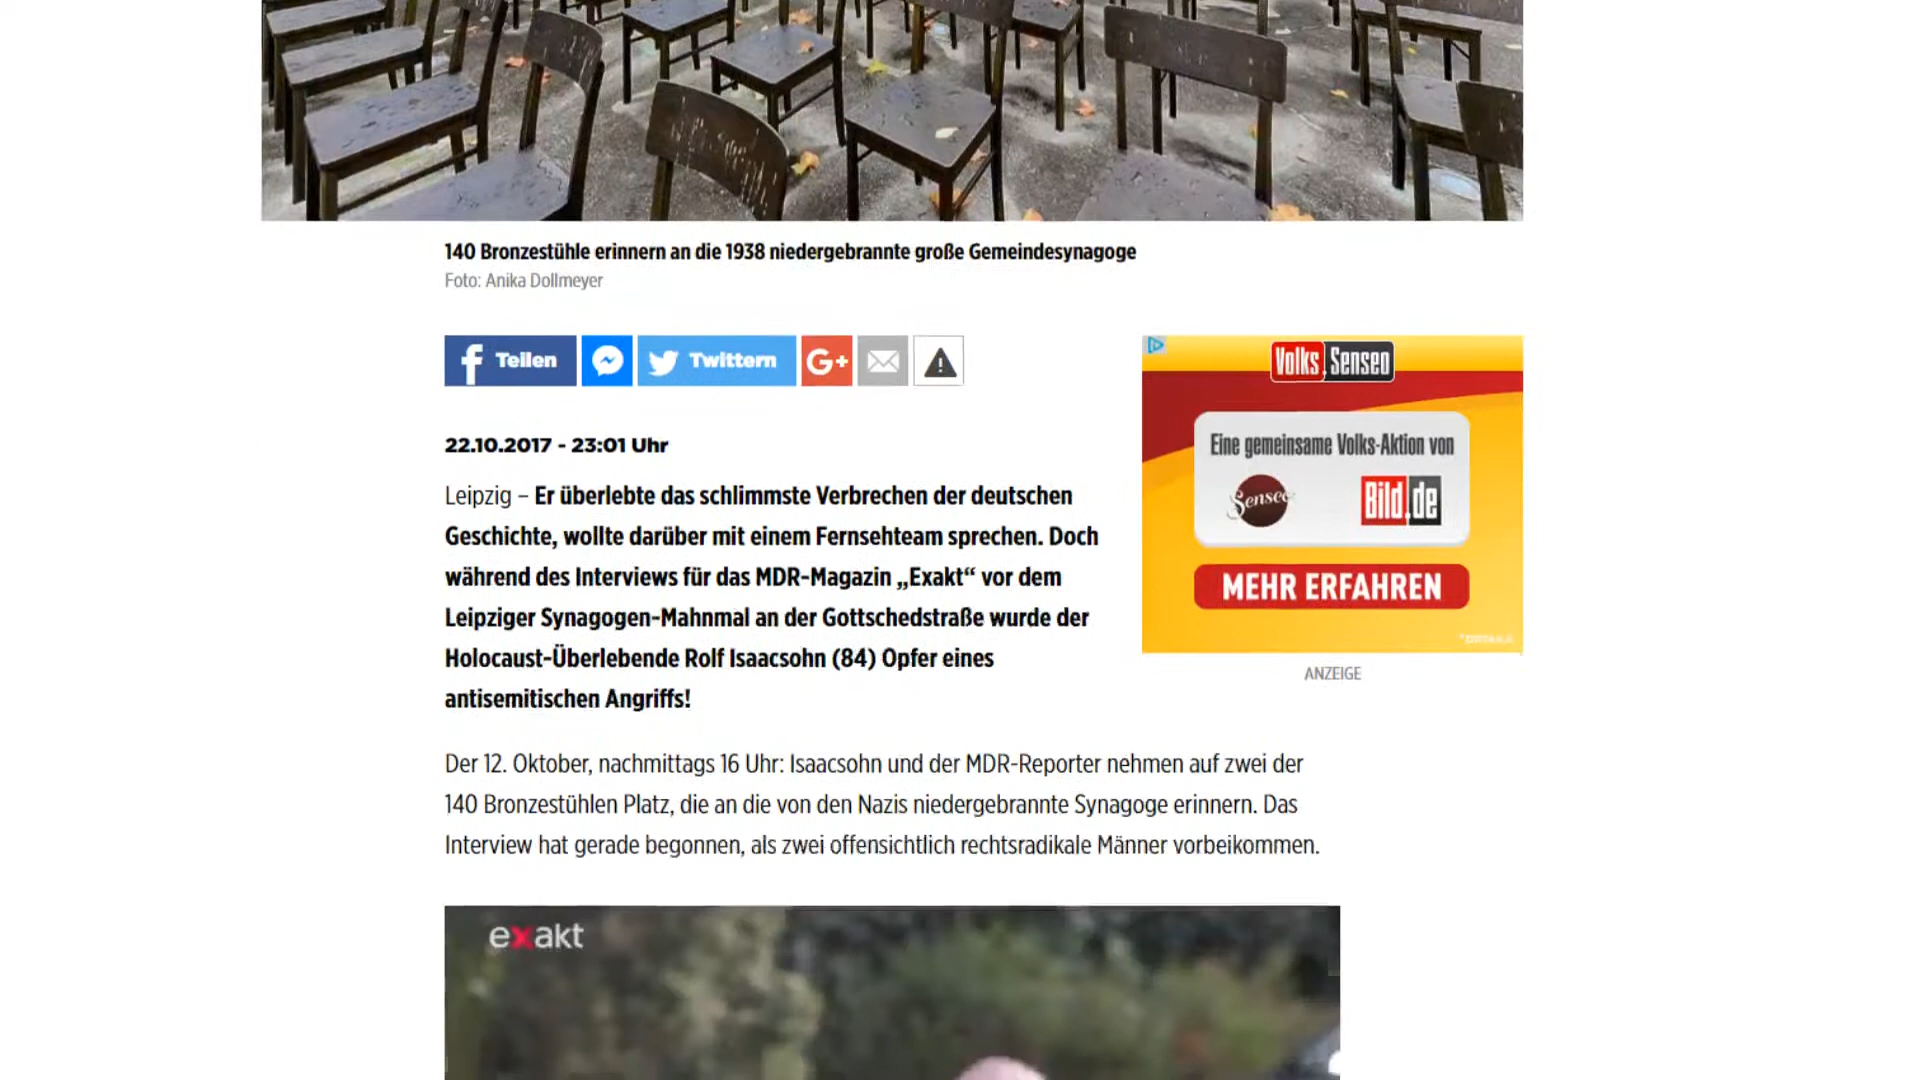 140 Bronzestühle erinnern an die 1938 niedergebrannte große Gemeindesynagoge
Foto: Anika Dollmeyer
Teilen
Twittern
G+
22.10.2017 - 23:01 Uhr
Leipzig – Er überlebte das schlimmste Verbrechen der deutschen
Geschichte, wollte darüber mit einem Fernsehteam sprechen. Doch
während des Interviews für das MDR-Magazin „Exakt“ vor dem
Leipziger Synagogen-Mahnmal an der Gottschedstraße wurde der
Holocaust-Überlebende Rolf Isaacsohn (84) Opfer eines
antisemitischen Angriffs!
Volks.Senseo
Eine gemeinsame Volks-Aktion von
Senseo
Bild.de
MEHR ERFAHREN
ANZEIGE
Der 12. Oktober, nachmittags 16 Uhr: Isaacsohn und der MDR-Reporter nehmen auf zwei der
140 Bronzestühlen Platz, die an die von den Nazis niedergebrannte Synagoge erinnern. Das
Interview hat gerade begonnen, als zwei offensichtlich rechtsradikale Männer vorbeikommen.
exakt